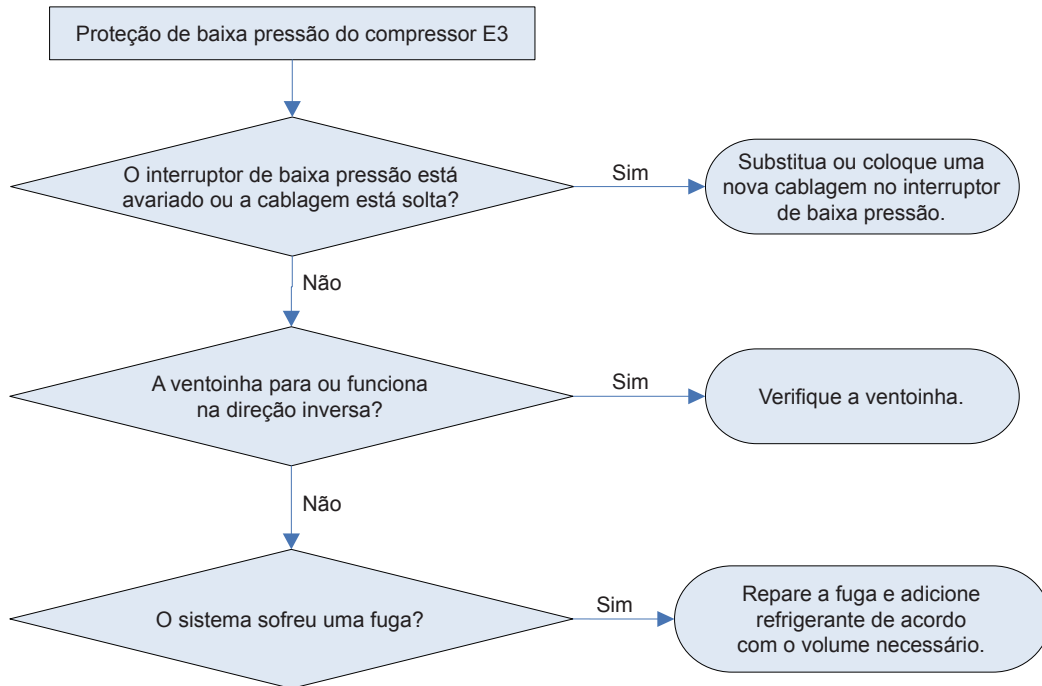 Proteção de baixa pressão do compressor E3
O interruptor de baixa pressão está
avariado ou a cablagem está solta?
Sim
Substitua ou coloque uma
nova cablagem no interruptor
de baixa pressão.
Não
A ventoinha para ou funciona
na direção inversa?
Sim
Verifique a ventoinha.
Não
O sistema sofreu uma fuga?
Sim
Repare a fuga e adicione
refrigerante de acordo
com o volume necessário.